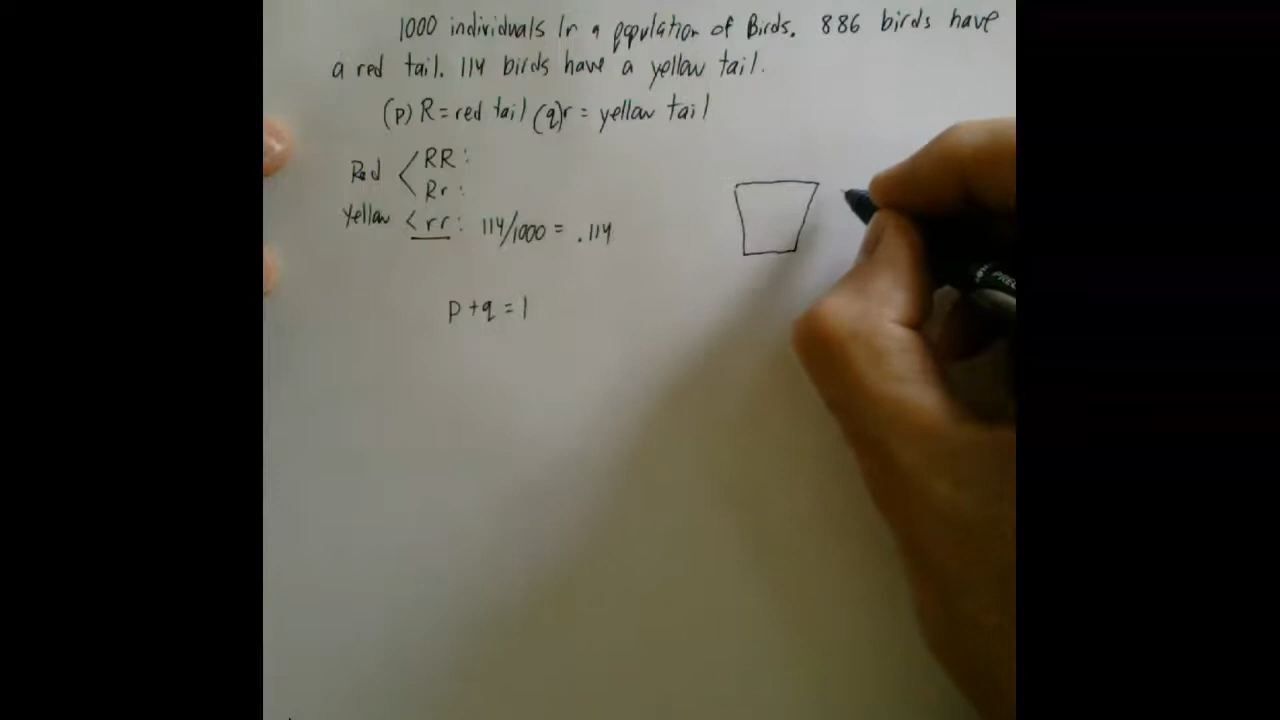 1000 individuals in a population of Birds. 886 birds have
a red tail. 114 birds have a yellow tail.
(p) R = red tail (q) r = yellow tail
Red < RR :
Rr :
Yellow < rr : 114/1000 = .114
p + q = 1